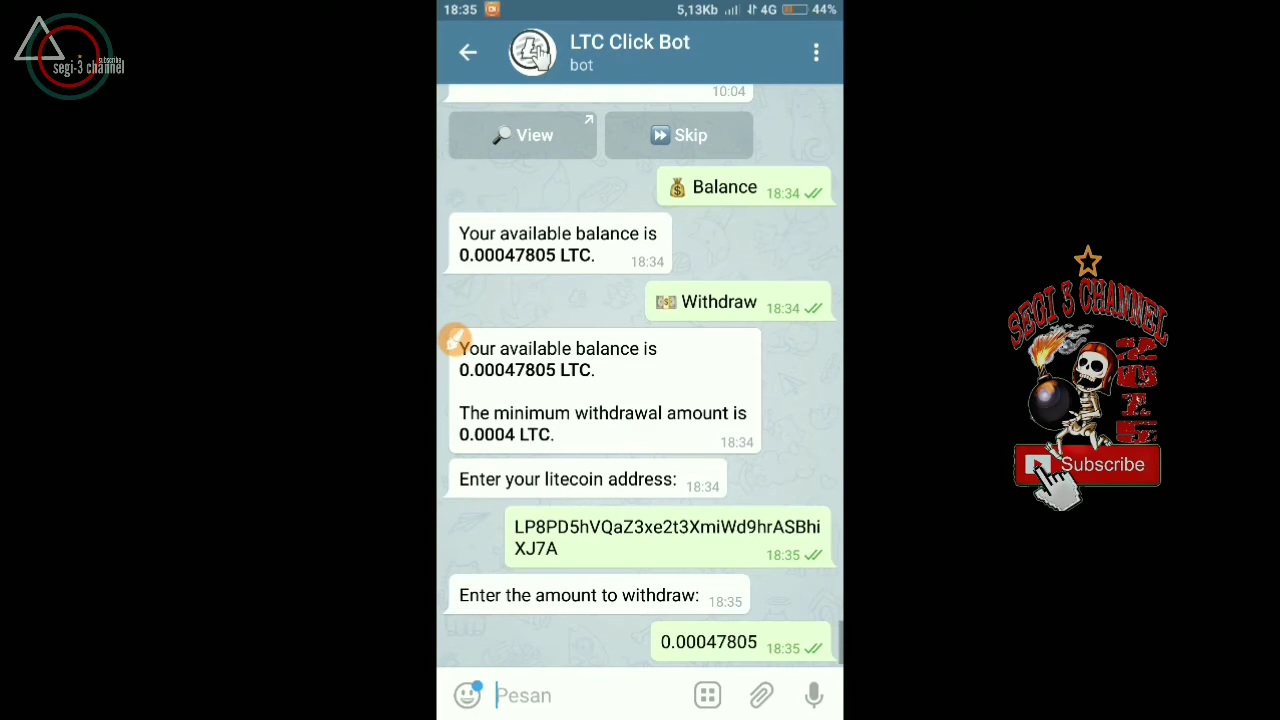 18:35 5,13Kb 4G 44%
LTC Click Bot
bot
subscribe
segi-3 channel
10:04
View Skip
Balance 18:34
Your available balance is
0.00047805 LTC. 18:34
Withdraw 18:34
Your available balance is
0.00047805 LTC.
The minimum withdrawal amount is
0.0004 LTC. 18:34
Enter your litecoin address: 18:34
LP8PD5hVQaZ3xe2t3XmiWd9hrASBhi
XJ7A 18:35
Enter the amount to withdraw: 18:35
0.00047805 18:35
Pesan
SEGI 3 CHANNEL
Subscribe